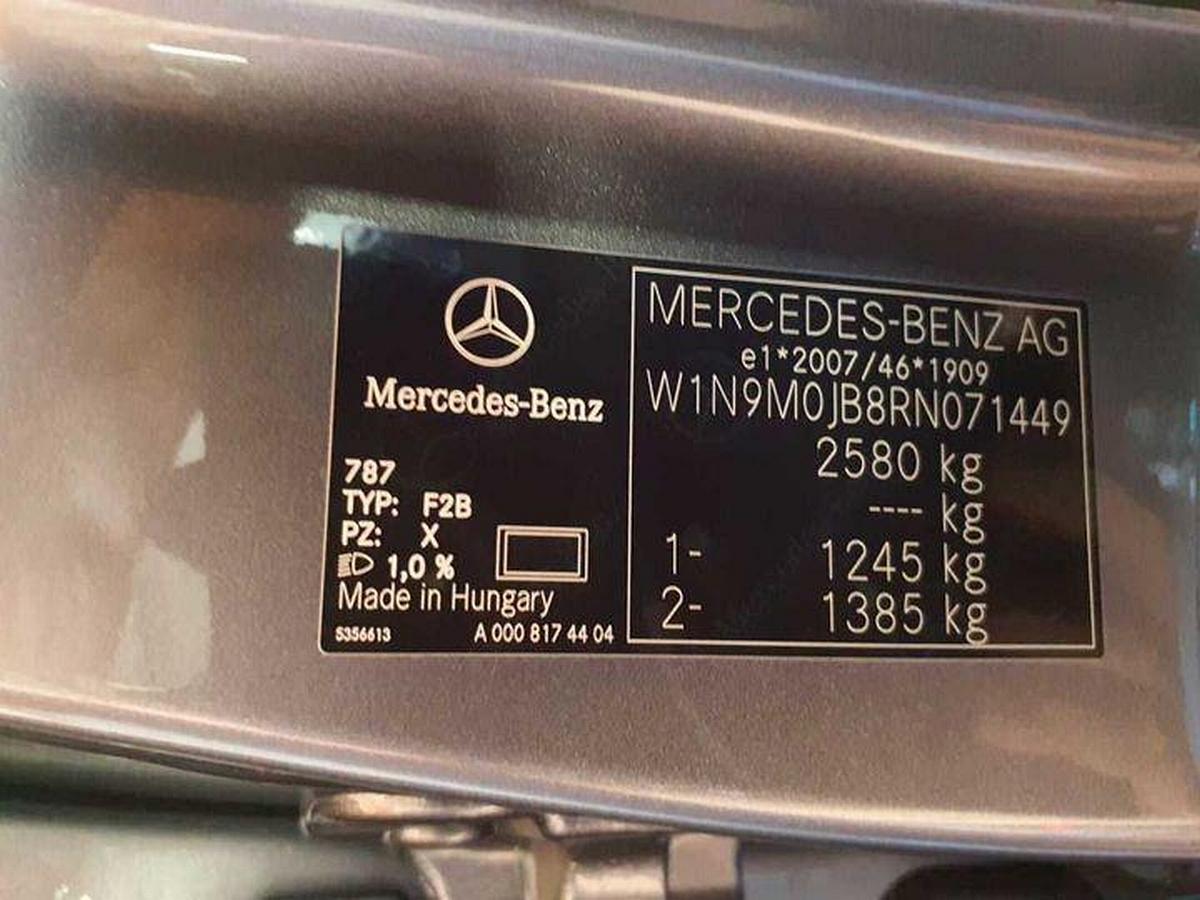 Mercedes-Benz
787
TYP: F2B
PZ: X
1,0 %
Made in Hungary
5356613 A 000 817 44 04
MERCEDES-BENZ AG
e1*2007/46*1909
W1N9M0JB8RN071449
2580 kg
---- kg
1- 1245 kg
2- 1385 kg